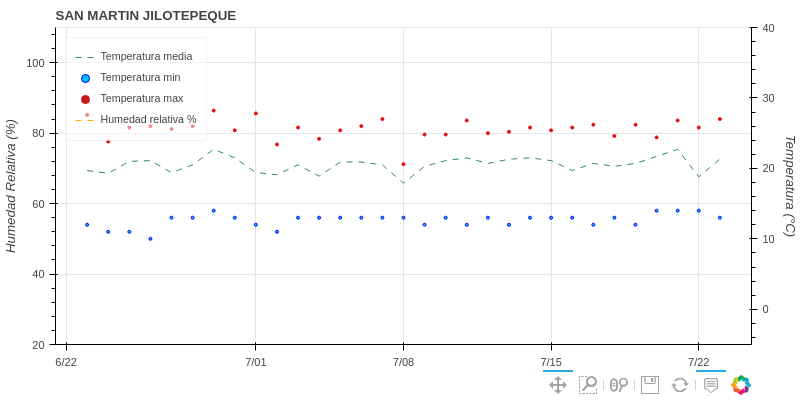 SAN MARTIN JILOTEPEQUE
Temperatura media
Temperatura min
Temperatura max
Humedad relativa %
Humedad Relativa (%)
100
80
60
40
20
Temperatura (°C)
40
30
20
10
0
6/22
7/01
7/08
7/15
7/22